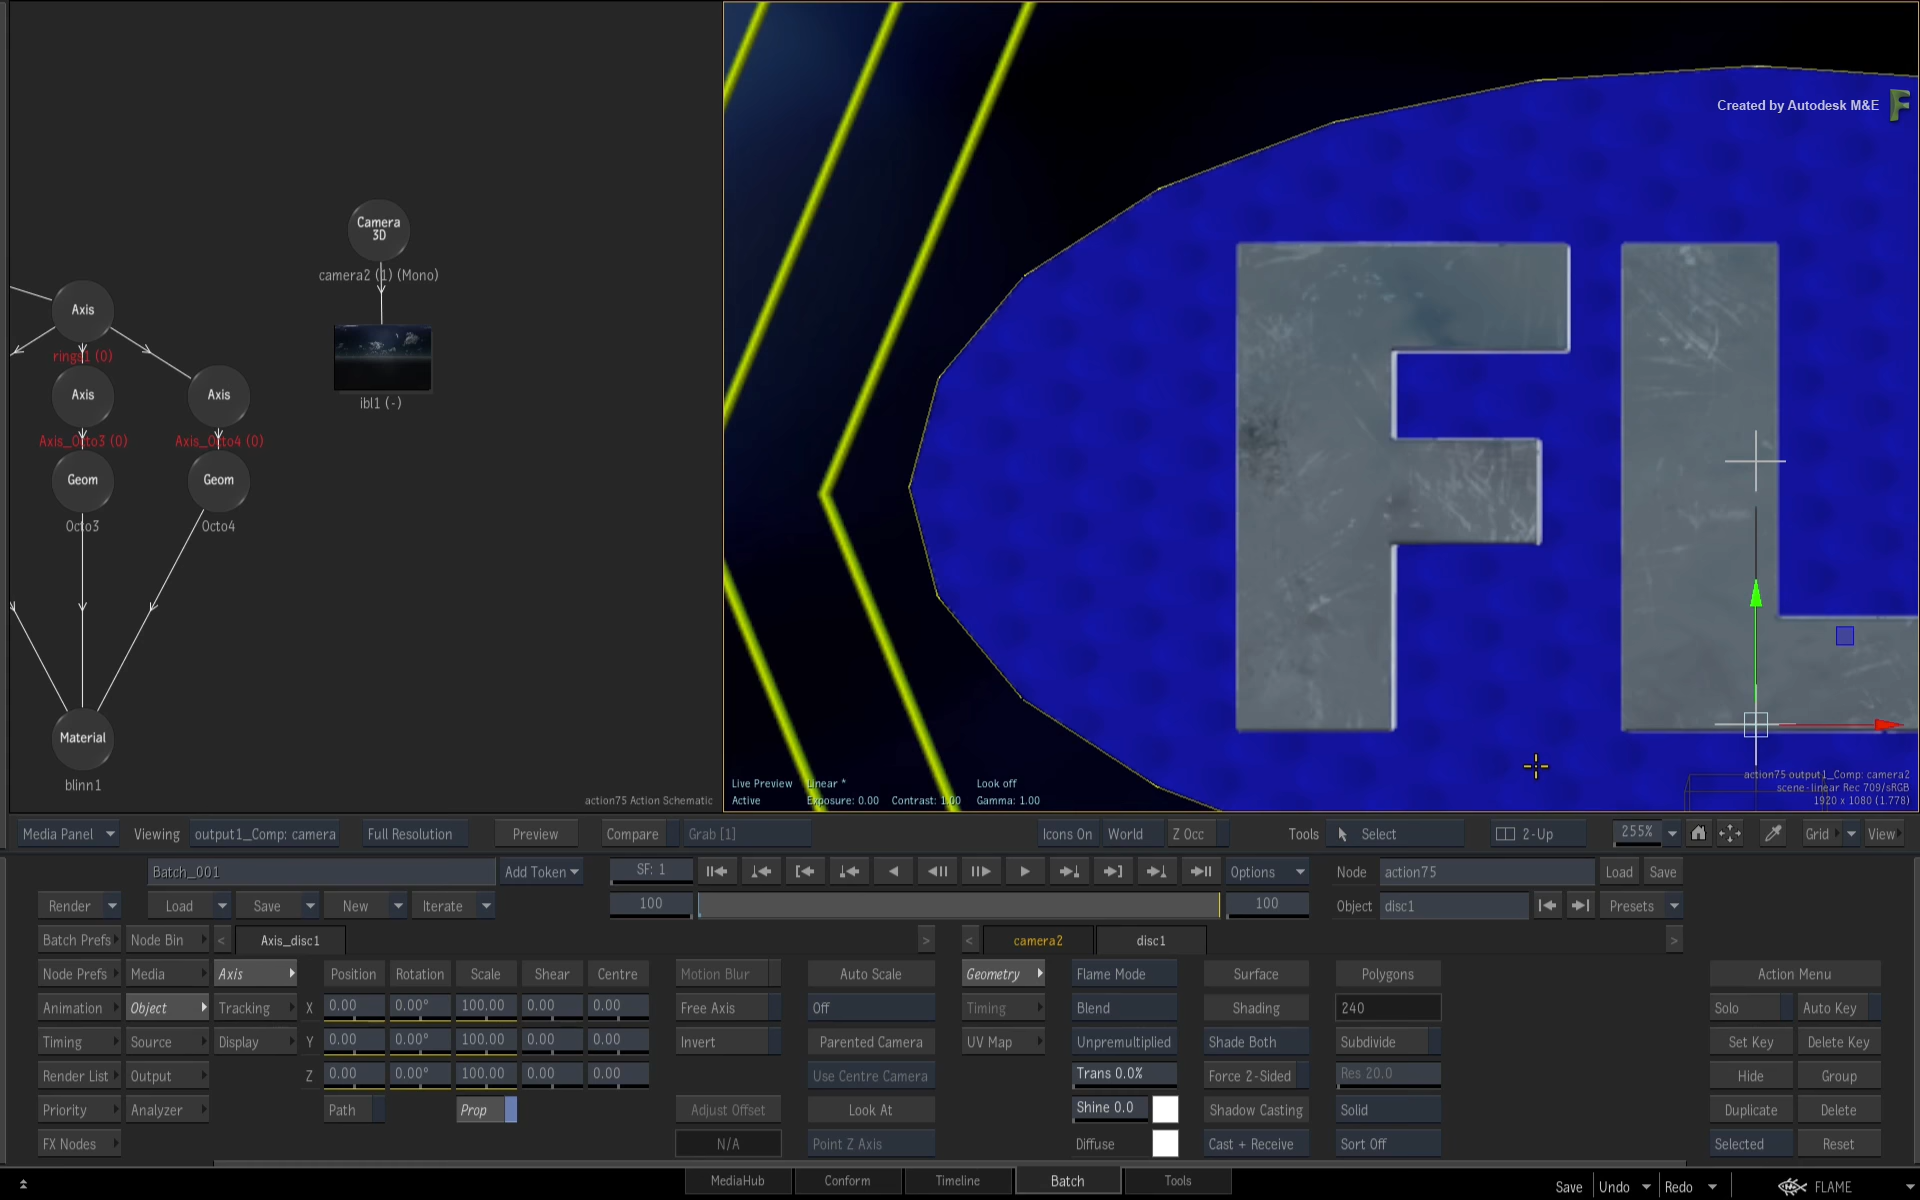 Created by Autodesk M&E
Camera
3D
camera2 (1) (Mono)
Axis
rings1 (0)
ibl1 (-)
Axis
Axis
Axis_Octo3 (0)
Axis_Octo4 (0)
Geom
Geom
Octo3
Octo4
Material
blinn1
action75 Action Schematic
FL
Live Preview
Linear *
Look off
Active
Exposure: 0.00
Contrast: 1.00
Gamma: 1.00
action75 output1_Comp: camera2
scene-linear Rec 709/sRGB
1920 x 1080 (1.778)
Media Panel Viewing output1_Comp: camera Full Resolution Preview Compare Grab [1] Icons On World Z Occ Tools Select 2-Up 255% Grid View
Batch_001 Add Token SF: 1 Options Node action75 Load Save
Render Load Save New Iterate 100 100 Object disc1 Presets
Batch Prefs Node Bin < Axis_disc1 > < camera2 disc1 >
Node Prefs Media Axis Position Rotation Scale Shear Centre Motion Blur Auto Scale Geometry Flame Mode Surface Polygons Action Menu
Animation Object Tracking X 0.00 0.00° 100.00 0.00 0.00 Free Axis Off Timing Blend Shading 240 Solo Auto Key
Timing Source Display Y 0.00 0.00° 100.00 0.00 0.00 Invert Parented Camera UV Map Unpremultiplied Shade Both Subdivide Set Key Delete Key
Render List Output Z 0.00 0.00° 100.00 0.00 0.00 Use Centre Camera Trans 0.0% Force 2-Sided Res 20.0 Hide Group
Priority Analyzer Path Prop Adjust Offset Look At Shine 0.0 Shadow Casting Solid Duplicate Delete
FX Nodes N/A Point Z Axis Diffuse Cast + Receive Sort Off Selected Reset
MediaHub Conform Timeline Batch Tools
Save Undo Redo FLAME